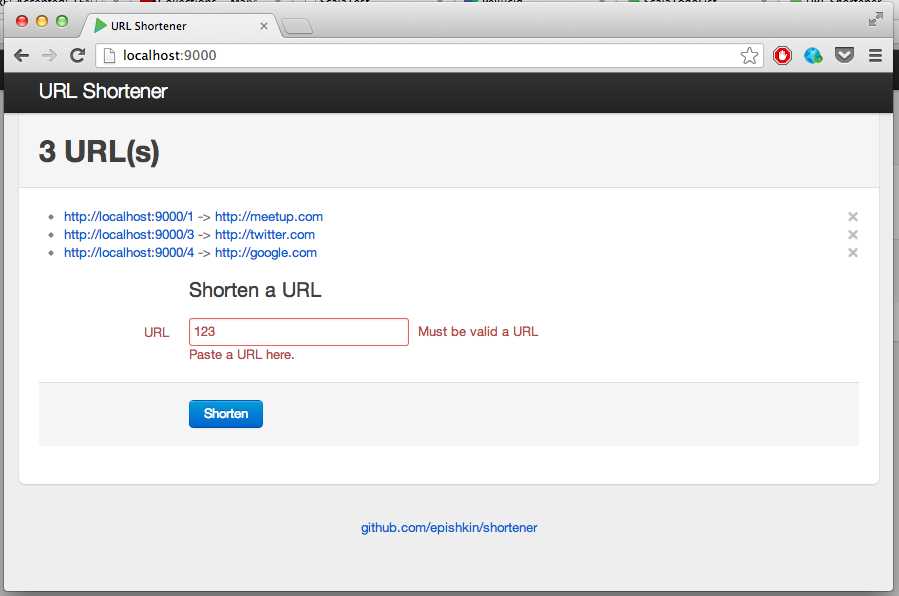 URL Shortener
localhost:9000
URL Shortener
3 URL(s)
http://localhost:9000/1 -> http://meetup.com
http://localhost:9000/3 -> http://twitter.com
http://localhost:9000/4 -> http://google.com
Shorten a URL
URL 123 Must be valid a URL
Paste a URL here.
Shorten
github.com/epishkin/shortener